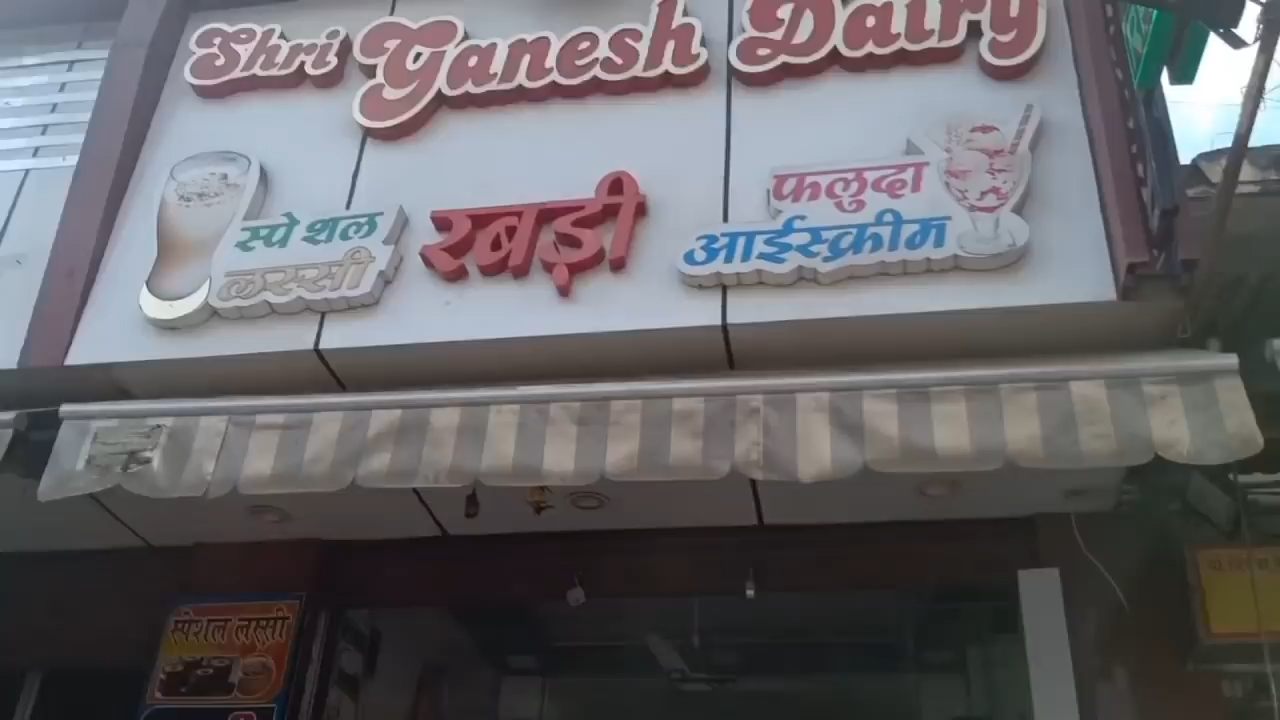 Shri Ganesh Dairy
स्पेशल
लस्सी
रबड़ी
फलुदा
आईस्क्रीम
स्पेशल लस्सी